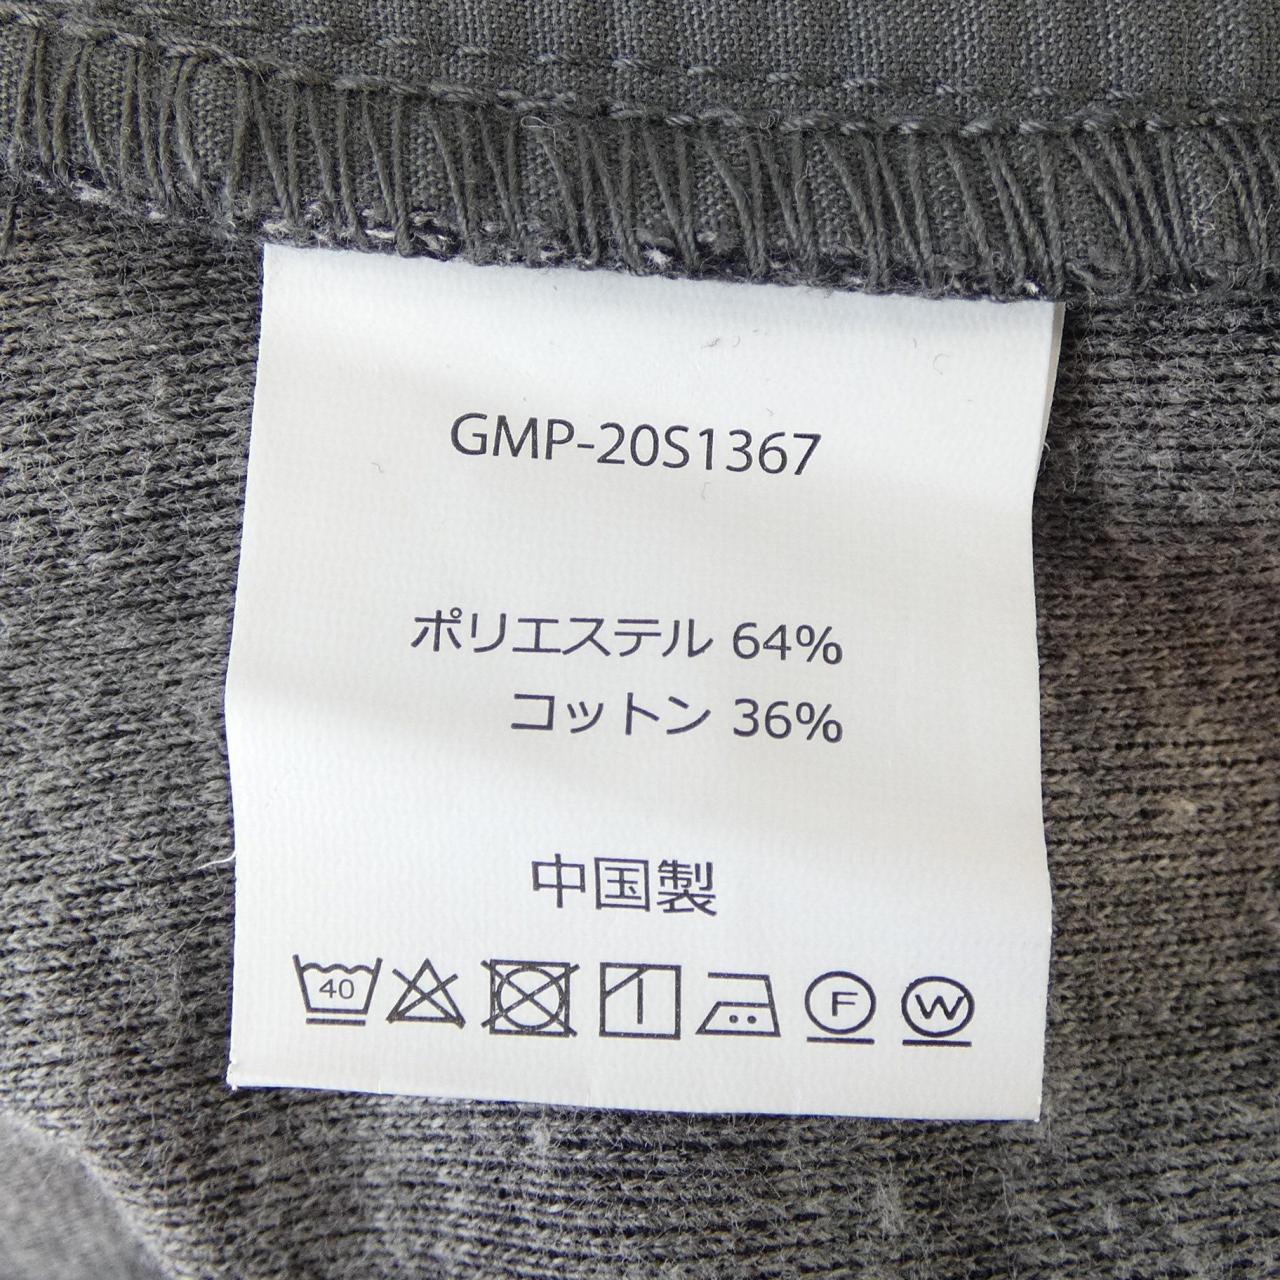 GMP-20S1367
ポリエステル 64%
コットン 36%
中国製
40 F W